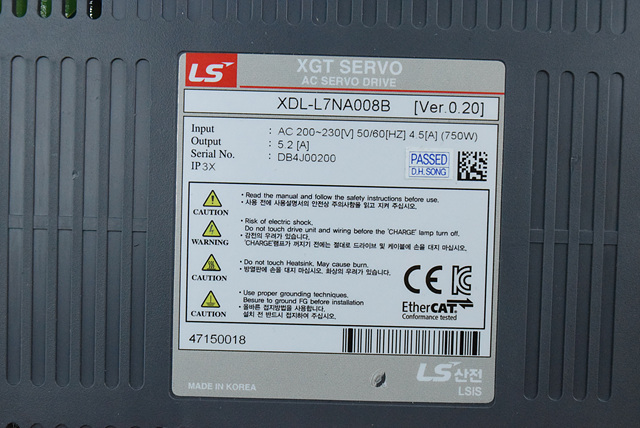 LS
XGT SERVO
AC SERVO DRIVE
XDL-L7NA008B [Ver.0.20]
Input : AC 200~230[V] 50/60[HZ] 4.5[A] (750W)
Output : 5.2 [A]
Serial No. : DB4J00200
IP3X
PASSED
D.H.SONG
• Read the manual and follow the safety instructions before use.
• 사용 전에 사용설명서의 안전상 주의사항을 읽고 지켜 주십시오.
CAUTION
• Risk of electric shock.
Do not touch drive unit and wiring before the 'CHARGE' lamp turn off.
• 감전의 우려가 있습니다.
'CHARGE'램프가 꺼지기 전에는 절대로 드라이브 및 케이블에 손을 대지 마십시오.
WARNING
• Do not touch Heatsink. May cause burn.
• 방열판에 손을 대지 마십시오. 화상의 우려가 있습니다.
CAUTION
• Use proper grounding techniques.
Besure to ground FG before installation
• 올바른 접지방법을 사용합니다.
설치 전 반드시 접지하여 주십시오.
CAUTION
CE
EtherCAT
Conformance tested
47150018
MADE IN KOREA
LS산전
LSIS